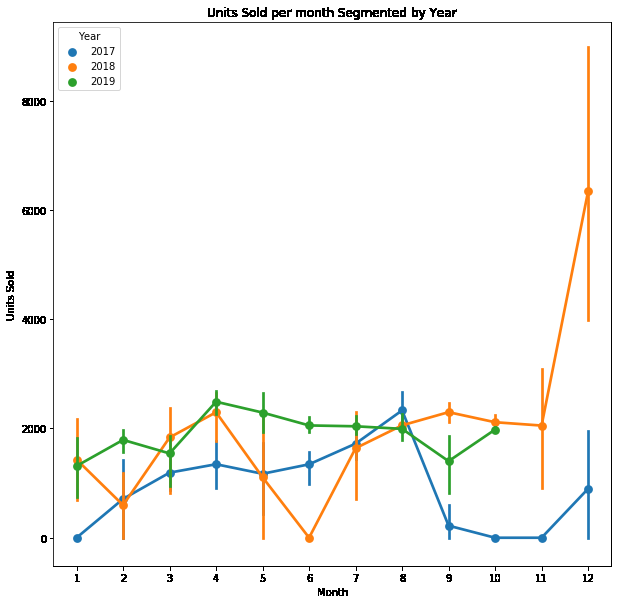 Units Sold per month Segmented by Year
Year
2017
2018
2019
8000
6000
4000
2000
0
Units Sold
1 2 3 4 5 6 7 8 9 10 11 12
Month